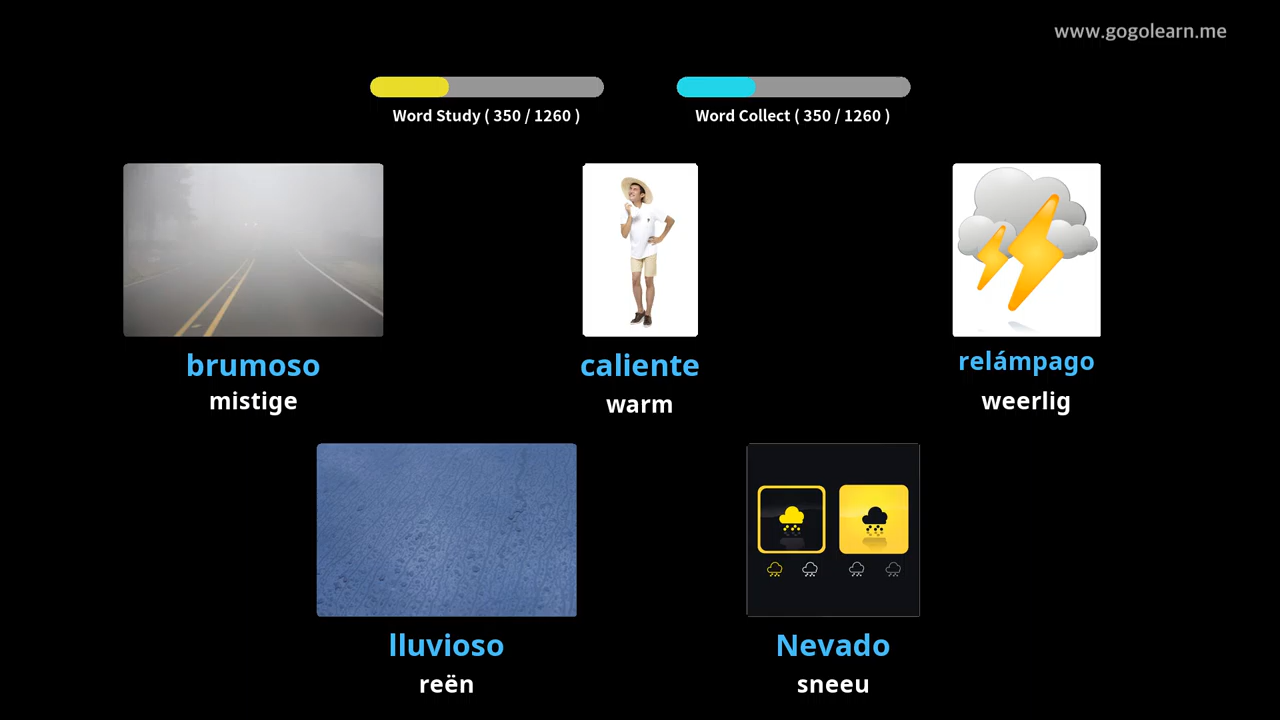 www.gogolearn.me
Word Study ( 350 / 1260 )
Word Collect ( 350 / 1260 )
brumoso
mistige
caliente
warm
relámpago
weerlig
lluvioso
reën
Nevado
sneeu